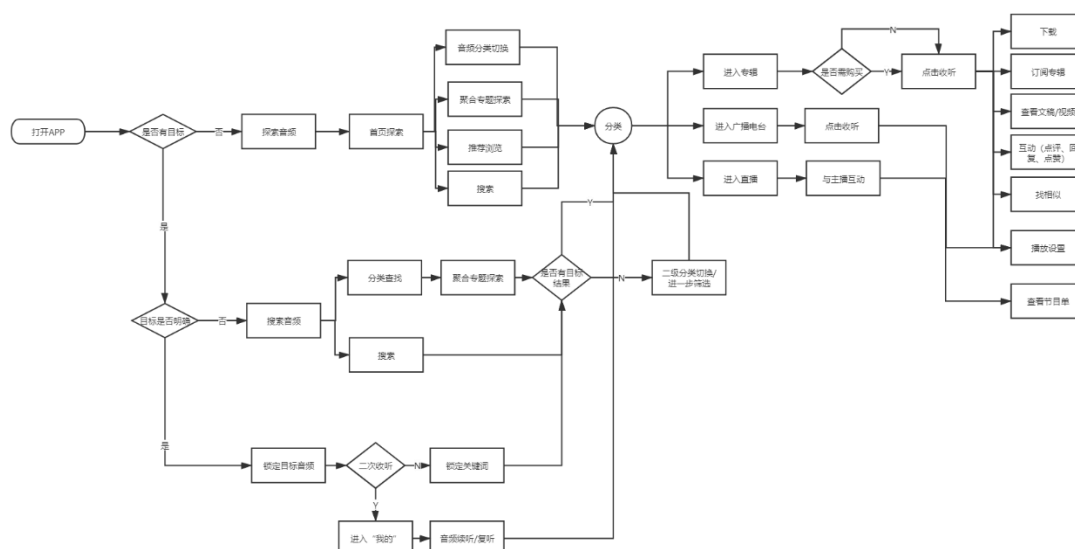 打开APP
是否有目标
否
探索音频
首页探索
音频分类切换
聚合专题探索
推荐浏览
搜索
分类
进入专辑
是否需购买
N
Y
点击收听
进入广播电台
点击收听
进入直播
与主播互动
下载
订阅专辑
查看文稿/视频
互动（点评、回
复、点赞）
找相似
播放设置
查看节目单
是
目标是否明确
否
搜索音频
分类查找
聚合专题探索
搜索
是否有目标
结果
Y
N
二级分类切换/
进一步筛选
是
锁定目标音频
二次收听
N
锁定关键词
Y
进入“我的”
音频续听/复听